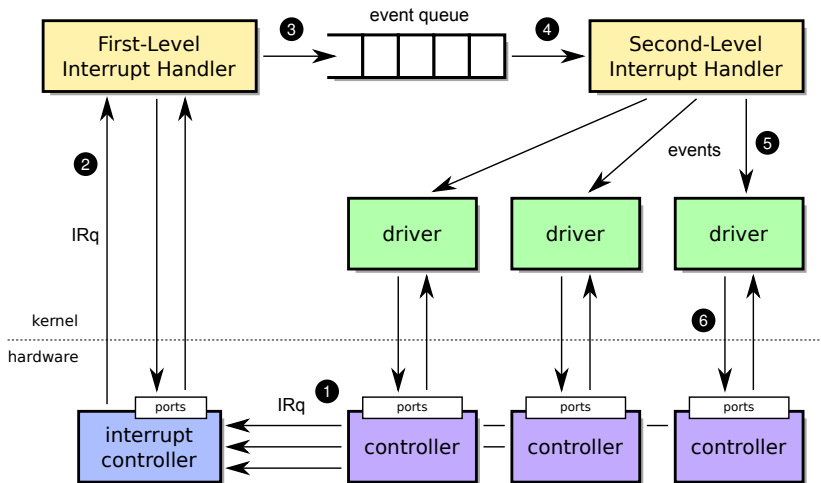 event queue
3
4
First-Level
Interrupt Handler
Second-Level
Interrupt Handler
2
events
5
IRq
driver
driver
driver
kernel
6
hardware
IRq
1
ports
ports
ports
ports
interrupt
controller
controller
controller
controller